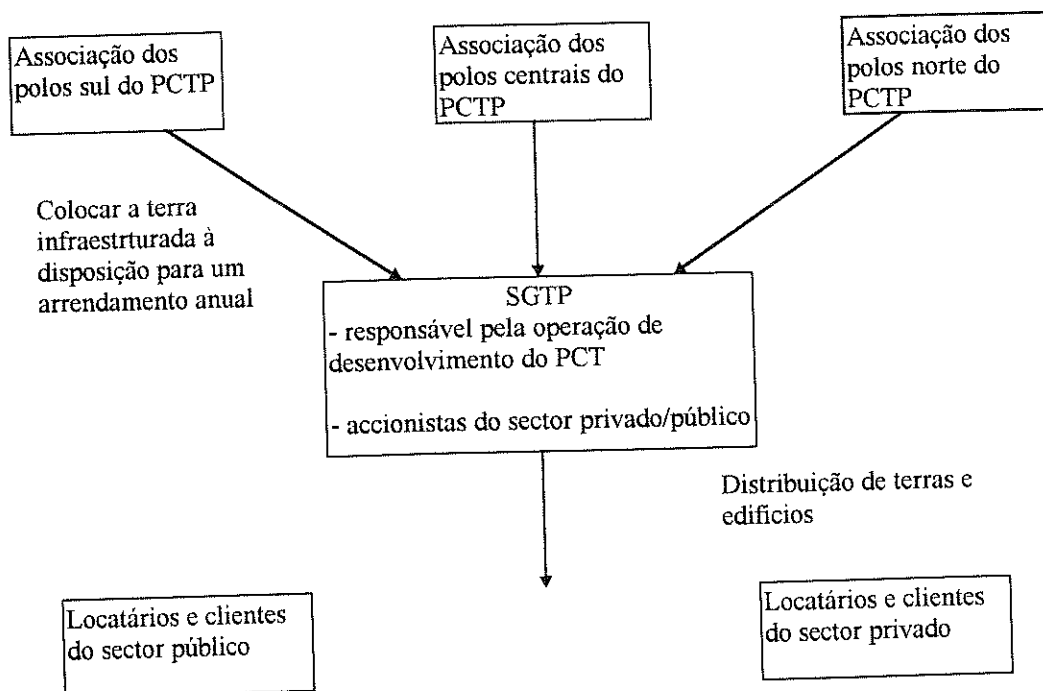 Associação dos
polos sul do PCTP
Associação dos
polos centrais do
PCTP
Associação dos
polos norte do
PCTP
Colocar a terra
infraestrturada à
disposição para um
arrendamento anual
SGTP
- responsável pela operação de
desenvolvimento do PCT
- accionistas do sector privado/público
Distribuição de terras e
edificios
Locatários e clientes
do sector público
Locatários e clientes
do sector privado